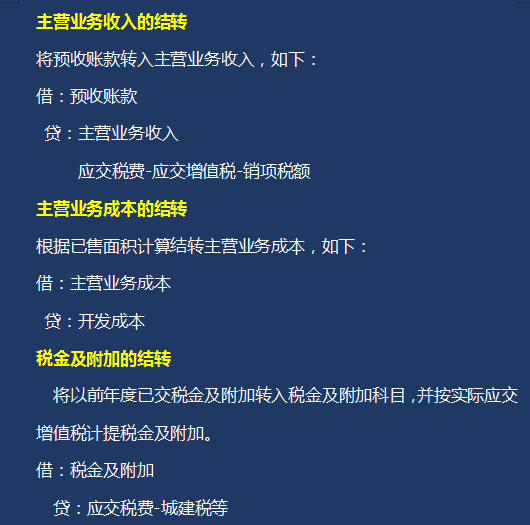 主营业务收入的结转
将预收账款转入主营业务收入，如下：
借：预收账款
贷：主营业务收入
应交税费-应交增值税-销项税额
主营业务成本的结转
根据已售面积计算结转主营业务成本，如下：
借：主营业务成本
贷：开发成本
税金及附加的结转
将以前年度已交税金及附加转入税金及附加科目，并按实际应交
增值税计提税金及附加。
借：税金及附加
贷：应交税费-城建税等